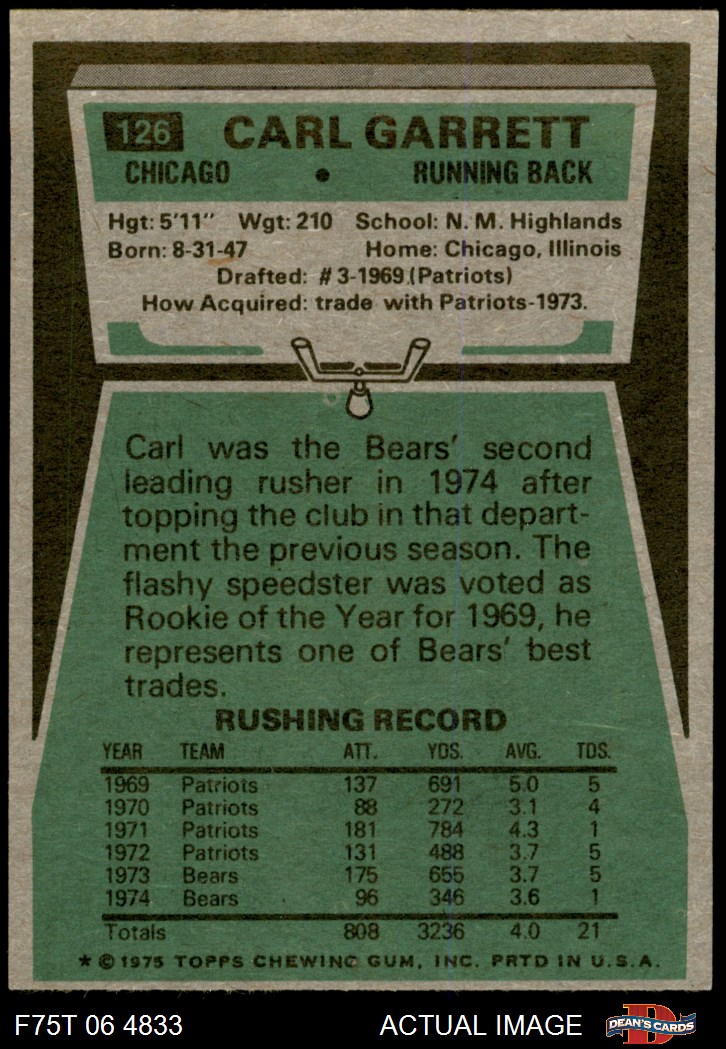 126 CARL GARRETT
CHICAGO • RUNNING BACK
Hgt: 5'11" Wgt: 210 School: N. M. Highlands
Born: 8-31-47 Home: Chicago, Illinois
Drafted: #3-1969 (Patriots)
How Acquired: trade with Patriots-1973.
Carl was the Bears' second
leading rusher in 1974 after
topping the club in that depart-
ment the previous season. The
flashy speedster was voted as
Rookie of the Year for 1969, he
represents one of Bears' best
trades.
RUSHING RECORD
YEAR TEAM ATT. YDS. AVG. TDS.
1969 Patriots 137 691 5.0 5
1970 Patriots 88 272 3.1 4
1971 Patriots 181 784 4.3 1
1972 Patriots 131 488 3.7 5
1973 Bears 175 655 3.7 5
1974 Bears 96 346 3.6 1
Totals 808 3236 4.0 21
* © 1975 TOPPS CHEWING GUM, INC. PRTD IN U.S.A.
F75T 06 4833 ACTUAL IMAGE DEAN'S CARDS